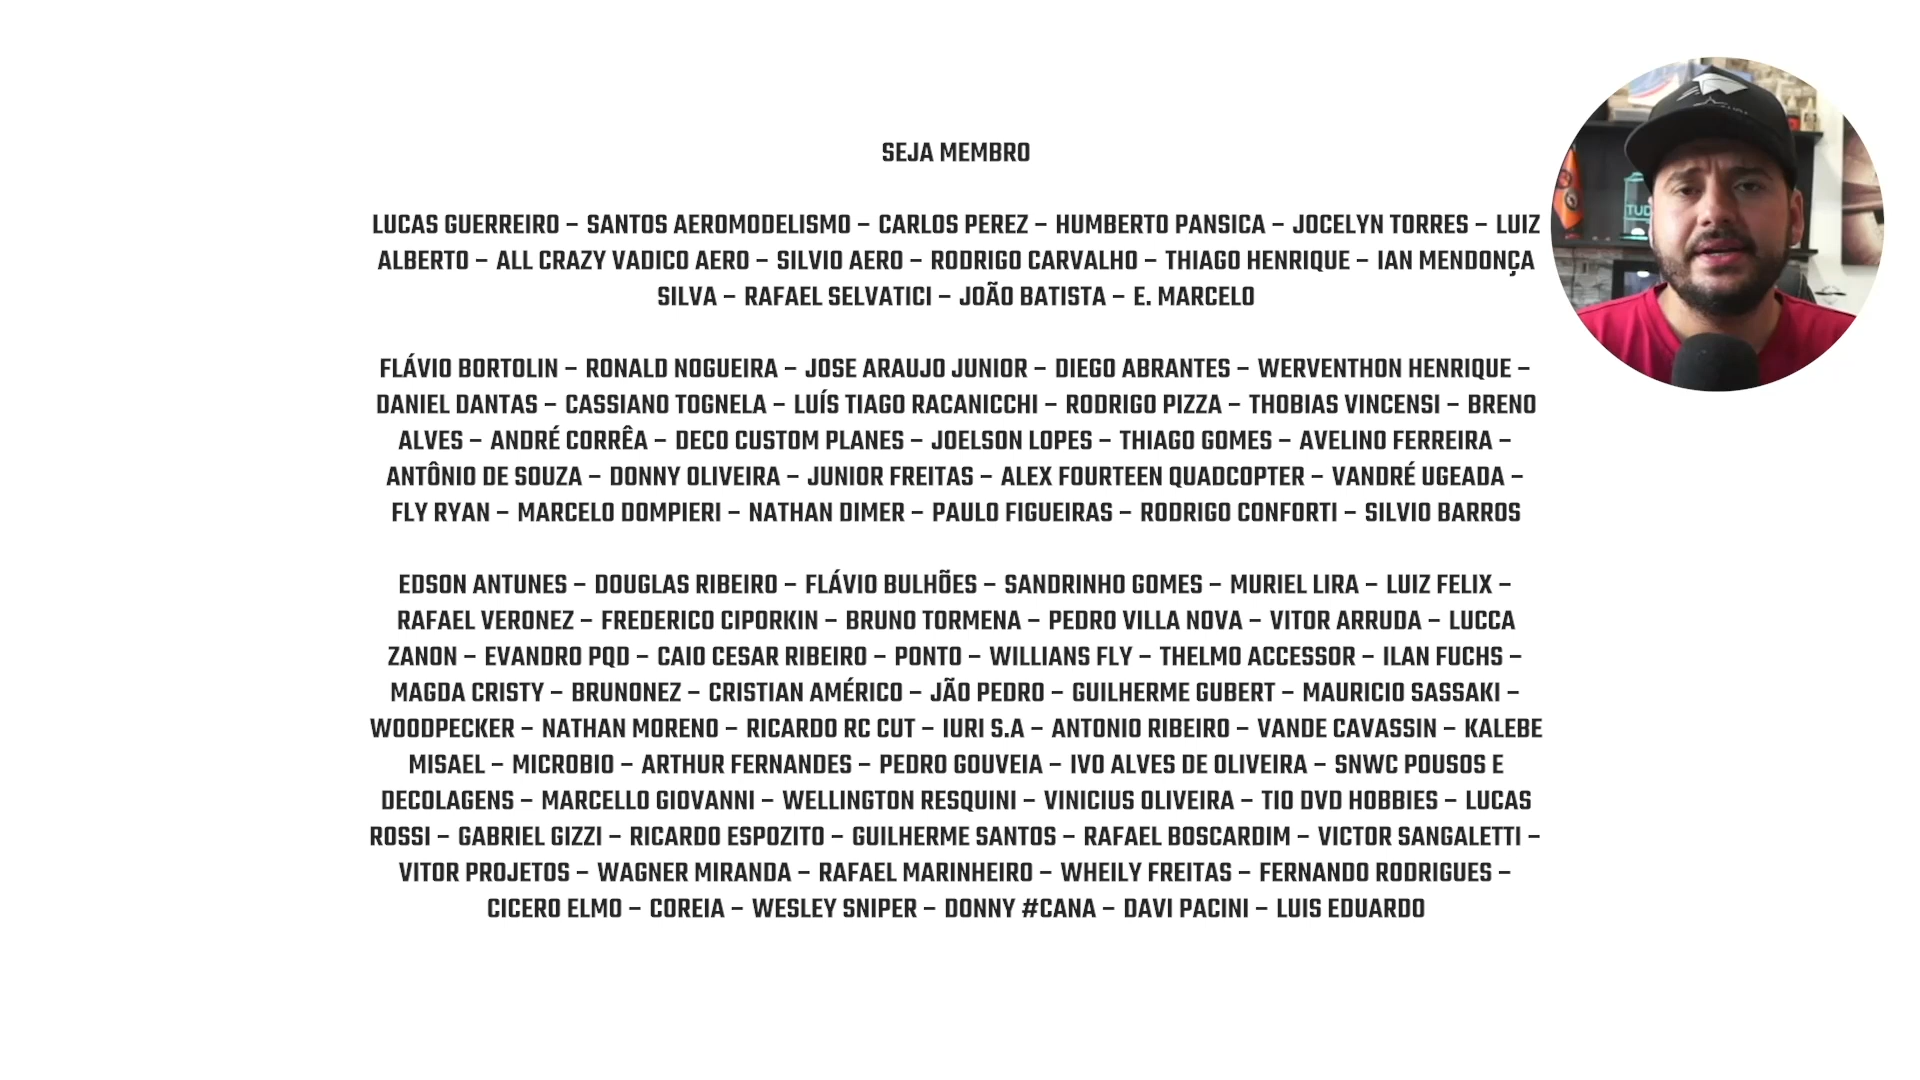 SEJA MEMBRO
LUCAS GUERREIRO – SANTOS AEROMODELISMO – CARLOS PEREZ – HUMBERTO PANSICA – JOCELYN TORRES – LUIZ
ALBERTO – ALL CRAZY VADICO AERO – SILVIO AERO – RODRIGO CARVALHO – THIAGO HENRIQUE – IAN MENDONÇA
SILVA – RAFAEL SELVATICI – JOÃO BATISTA – E. MARCELO
FLÁVIO BORTOLIN – RONALD NOGUEIRA – JOSE ARAUJO JUNIOR – DIEGO ABRANTES – WERVENTHON HENRIQUE –
DANIEL DANTAS – CASSIANO TOGNELA – LUÍS TIAGO RACANICCHI – RODRIGO PIZZA – THOBIAS VINCENSI – BRENO
ALVES – ANDRÉ CORRÊA – DECO CUSTOM PLANES – JOELSON LOPES – THIAGO GOMES – AVELINO FERREIRA –
ANTÔNIO DE SOUZA – DONNY OLIVEIRA – JUNIOR FREITAS – ALEX FOURTEEN QUADCOPTER – VANDRÉ UGEADA –
FLY RYAN – MARCELO DOMPIERI – NATHAN DIMER – PAULO FIGUEIRAS – RODRIGO CONFORTI – SILVIO BARROS
EDSON ANTUNES – DOUGLAS RIBEIRO – FLÁVIO BULHÕES – SANDRINHO GOMES – MURIEL LIRA – LUIZ FELIX –
RAFAEL VERONEZ – FREDERICO CIPORKIN – BRUNO TORMENA – PEDRO VILLA NOVA – VITOR ARRUDA – LUCCA
ZANON – EVANDRO PQD – CAIO CESAR RIBEIRO – PONTO – WILLIANS FLY – THELMO ACCESSOR – ILAN FUCHS –
MAGDA CRISTY – BRUNONEZ – CRISTIAN AMÉRICO – JÃO PEDRO – GUILHERME GUBERT – MAURICIO SASSAKI –
WOODPECKER – NATHAN MORENO – RICARDO RC CUT – IURI S.A – ANTONIO RIBEIRO – VANDE CAVASSIN – KALEBE
MISAEL – MICROBIO – ARTHUR FERNANDES – PEDRO GOUVEIA – IVO ALVES DE OLIVEIRA – SNWC POUSOS E
DECOLAGENS – MARCELLO GIOVANNI – WELLINGTON RESQUINI – VINICIUS OLIVEIRA – TIO DVD HOBBIES – LUCAS
ROSSI – GABRIEL GIZZI – RICARDO ESPOZITO – GUILHERME SANTOS – RAFAEL BOSCARDIM – VICTOR SANGALETTI –
VITOR PROJETOS – WAGNER MIRANDA – RAFAEL MARINHEIRO – WHEILY FREITAS – FERNANDO RODRIGUES –
CICERO ELMO – COREIA – WESLEY SNIPER – DONNY #CANA – DAVI PACINI – LUIS EDUARDO